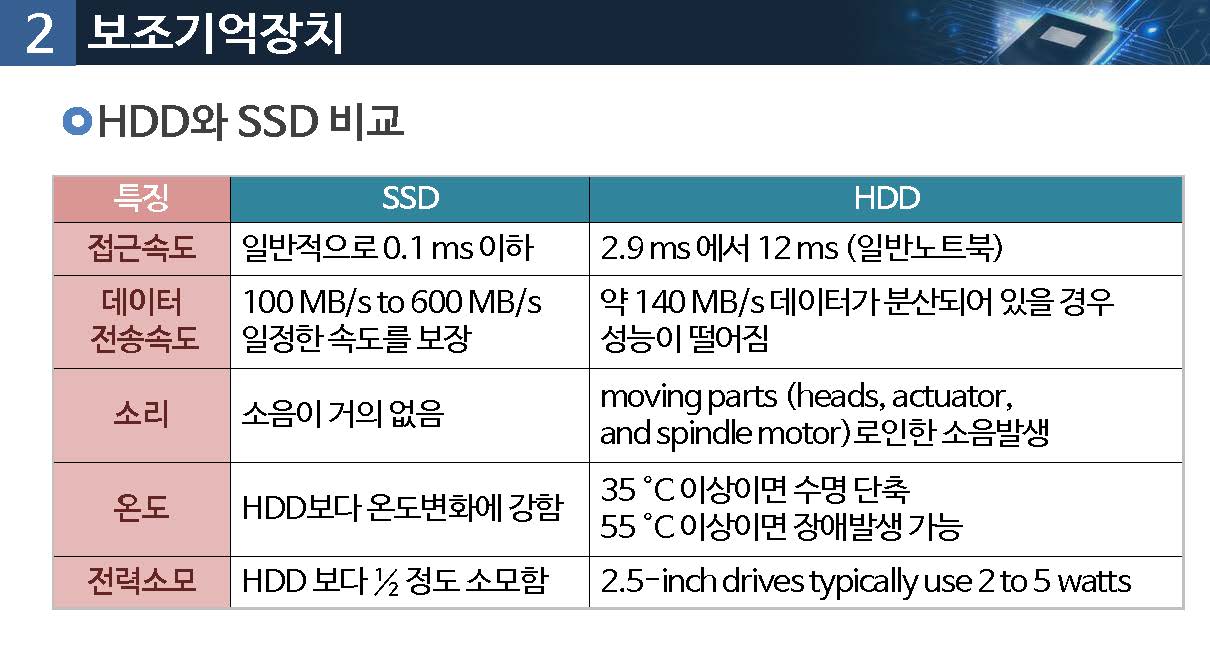 2 보조기억장치
HDD와 SSD 비교
특징 SSD HDD
접근속도 일반적으로 0.1 ms 이하 2.9 ms 에서 12 ms (일반노트북)
데이터 전송속도
100 MB/s to 600 MB/s
일정한 속도를 보장
약 140 MB/s 데이터가 분산되어 있을 경우
성능이 떨어짐
소리 소음이 거의 없음
moving parts (heads, actuator,
and spindle motor)로인한 소음발생
온도 HDD보다 온도변화에 강함
35 ˚C 이상이면 수명 단축
55 ˚C 이상이면 장애발생 가능
전력소모 HDD 보다 ½ 정도 소모함 2.5-inch drives typically use 2 to 5 watts